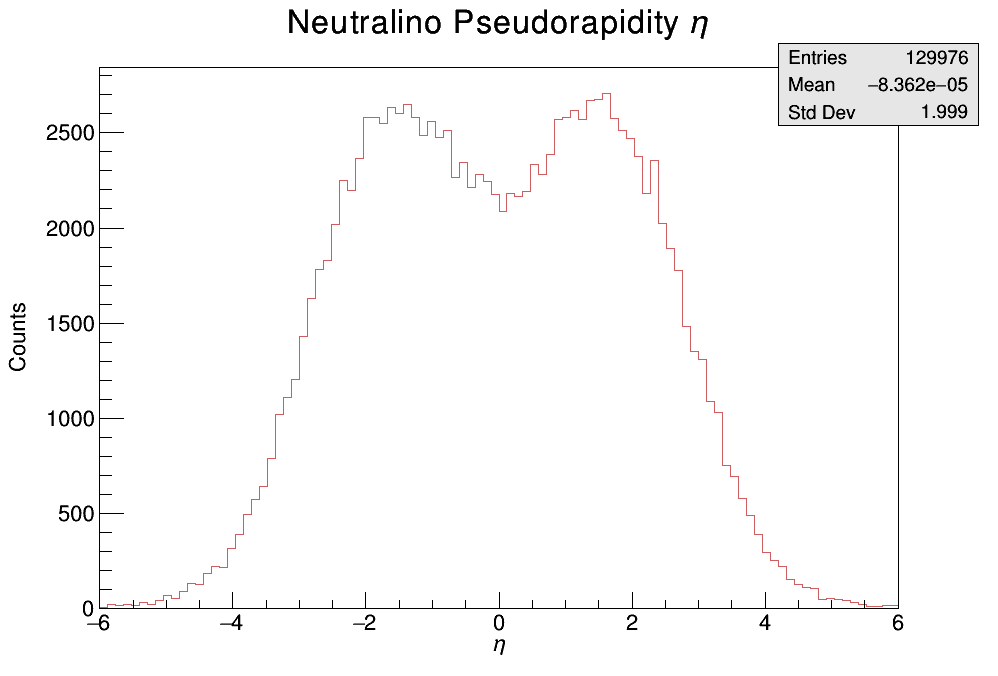 Neutralino Pseudorapidity η
Entries 129976
Mean −8.362e−05
Std Dev 1.999
Counts
2500
2000
1500
1000
500
0
−6 −4 −2 0 2 4 6
η